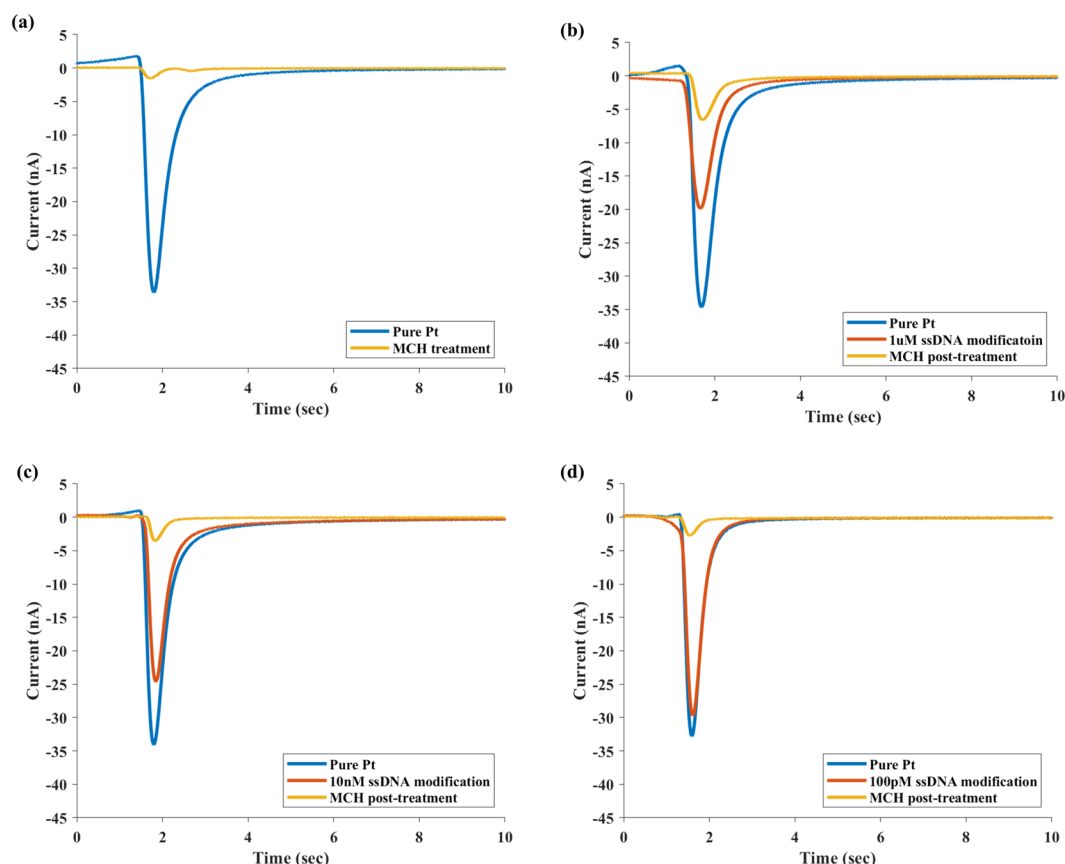 (a)
5
0
-5
-10
-15
-20
-25
-30
-35
-40
-45
Current (nA)
0 2 4 6 8 10
Time (sec)
Pure Pt
MCH treatment
(b)
5
0
-5
-10
-15
-20
-25
-30
-35
-40
-45
Current (nA)
0 2 4 6 8 10
Time (sec)
Pure Pt
1uM ssDNA modificatoin
MCH post-treatment
(c)
5
0
-5
-10
-15
-20
-25
-30
-35
-40
-45
Current (nA)
0 2 4 6 8 10
Time (sec)
Pure Pt
10nM ssDNA modification
MCH post-treatment
(d)
5
0
-5
-10
-15
-20
-25
-30
-35
-40
-45
Current (nA)
0 2 4 6 8 10
Time (sec)
Pure Pt
100pM ssDNA modification
MCH post-treatment